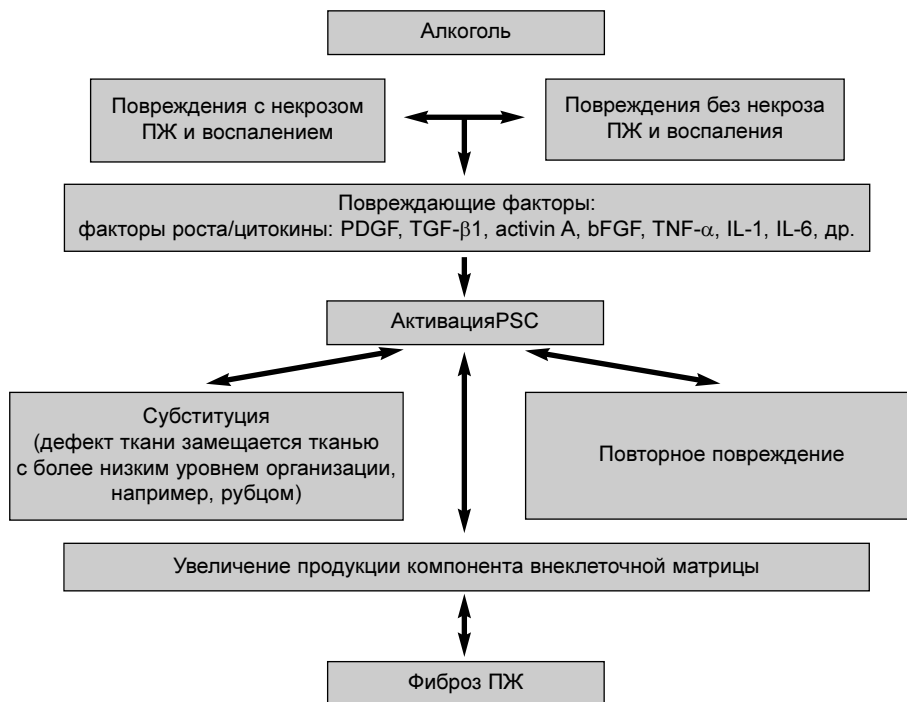 Алкоголь
Повреждения с некрозом
ПЖ и воспалением
Повреждения без некроза
ПЖ и воспаления
Повреждающие факторы:
факторы роста/цитокины: PDGF, TGF-β1, activin A, bFGF, TNF-α, IL-1, IL-6, др.
АктивацияPSC
Субституция
(дефект ткани замещается тканью
с более низким уровнем организации,
например, рубцом)
Повторное повреждение
Увеличение продукции компонента внеклеточной матрицы
Фиброз ПЖ